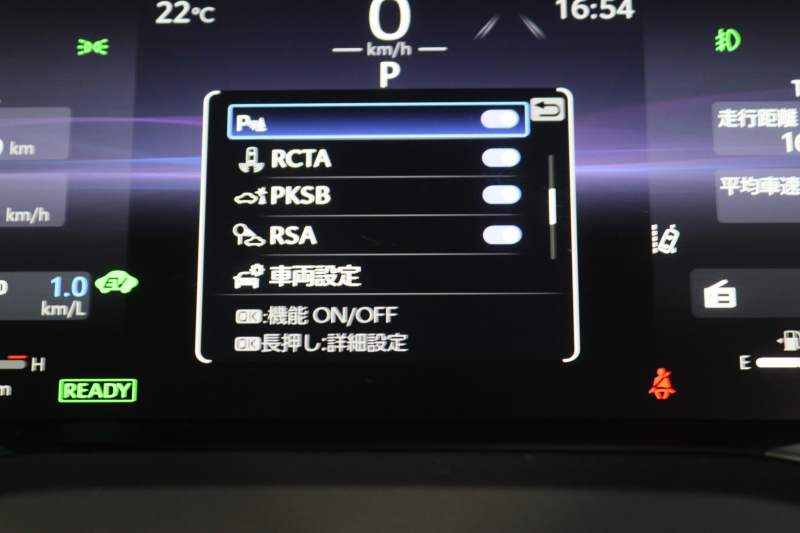 22°C
0
16:54
km/h
P
P
走行距離
km
RCTA
PKSB
平均車速
km/h
RSA
EV
車両設定
1.0
km/L
OK:機能 ON/OFF
OK長押し:詳細設定
H
E
READY